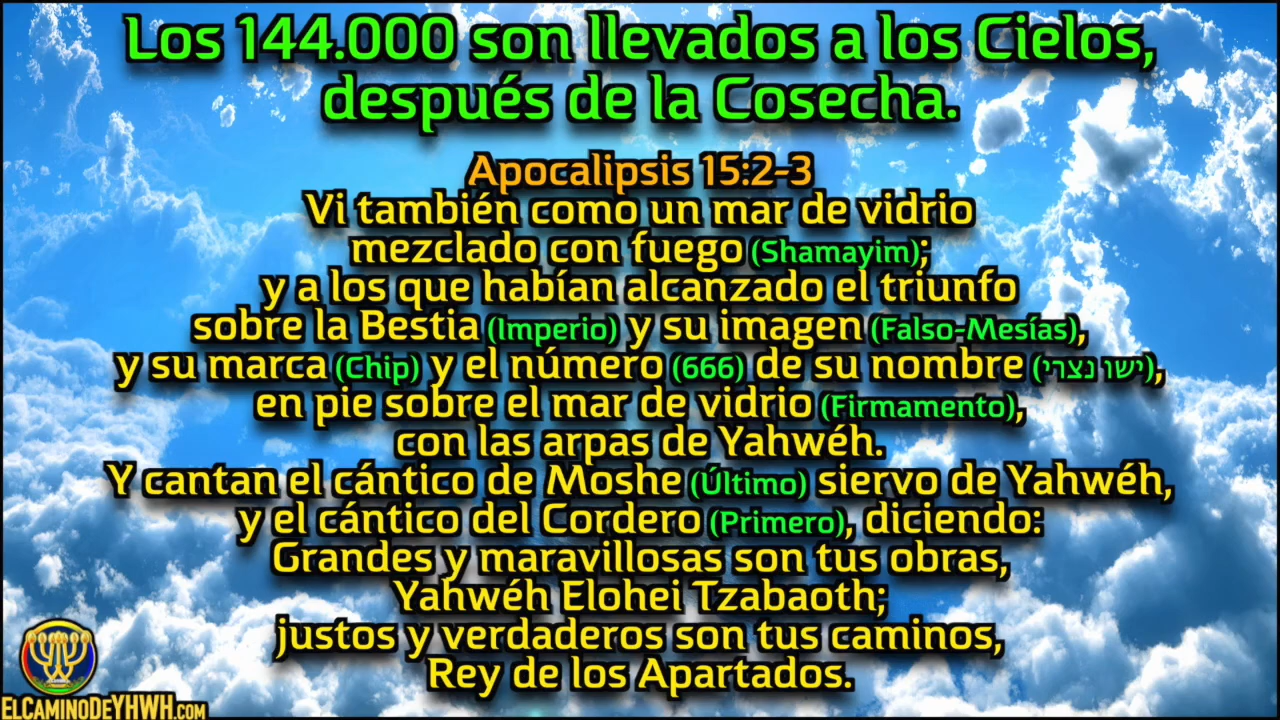 Los 144.000 son llevados a los Cielos,
después de la Cosecha.
Apocalipsis 15:2-3
Vi también como un mar de vidrio
mezclado con fuego (Shamayim);
y a los que habían alcanzado el triunfo
sobre la Bestia (Imperio) y su imagen (Falso-Mesías),
y su marca (Chip) y el número (666) de su nombre (ישו נצרי),
en pie sobre el mar de vidrio (Firmamento),
con las arpas de Yahwéh.
Y cantan el cántico de Moshe (Último) siervo de Yahwéh,
y el cántico del Cordero (Primero), diciendo:
Grandes y maravillosas son tus obras,
Yahwéh Elohei Tzabaoth;
justos y verdaderos son tus caminos,
Rey de los Apartados.
ELCAMINODEYHWH.COM